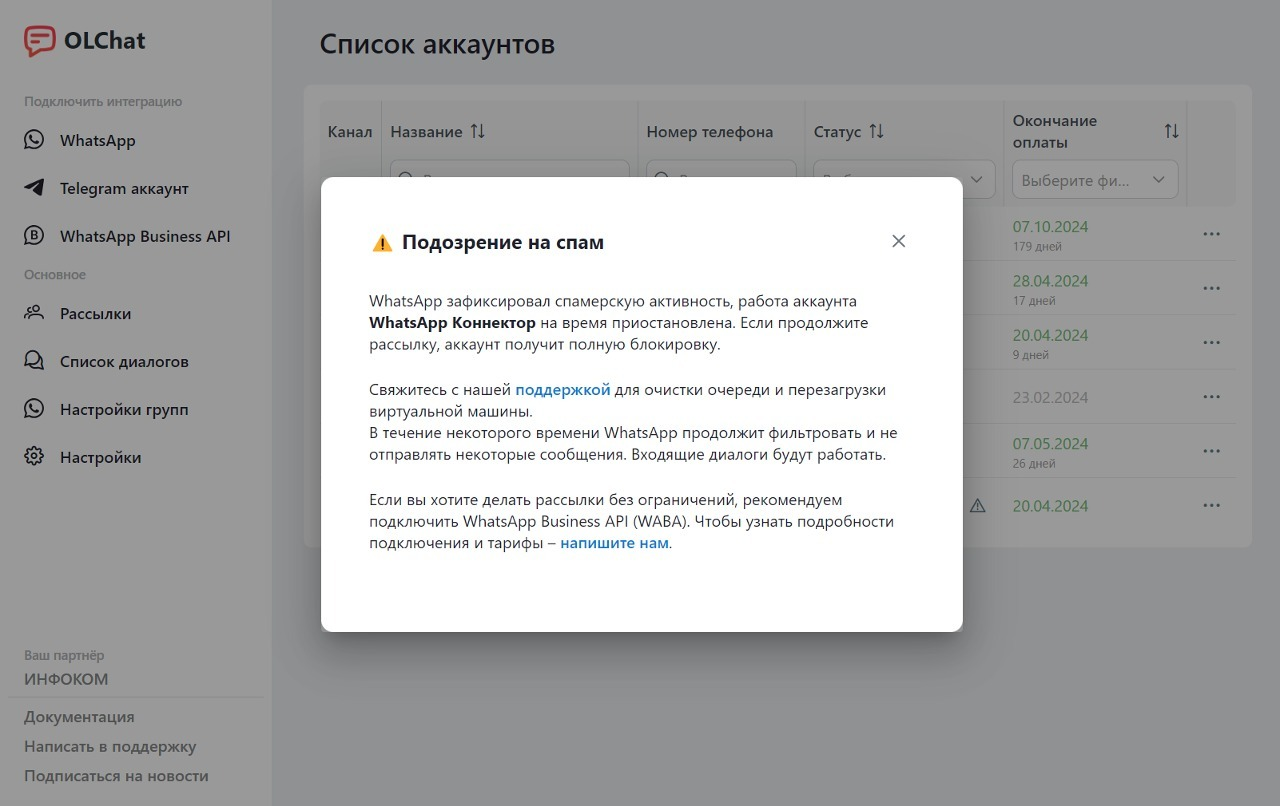 OLChat
Подключить интеграцию
WhatsApp
Telegram аккаунт
WhatsApp Business API
Основное
Рассылки
Список диалогов
Настройки групп
Настройки
Ваш партнёр
ИНФОКОМ
Документация
Написать в поддержку
Подписаться на новости
Список аккаунтов
Канал
Название
Номер телефона
Статус
Окончание
оплаты
Выберите фи...
07.10.2024
179 дней
28.04.2024
17 дней
20.04.2024
9 дней
23.02.2024
07.05.2024
26 дней
20.04.2024
Подозрение на спам
WhatsApp зафиксировал спамерскую активность, работа аккаунта
WhatsApp Коннектор на время приостановлена. Если продолжите
рассылку, аккаунт получит полную блокировку.
Свяжитесь с нашей поддержкой для очистки очереди и перезагрузки
виртуальной машины.
В течение некоторого времени WhatsApp продолжит фильтровать и не
отправлять некоторые сообщения. Входящие диалоги будут работать.
Если вы хотите делать рассылки без ограничений, рекомендуем
подключить WhatsApp Business API (WABA). Чтобы узнать подробности
подключения и тарифы – напишите нам.